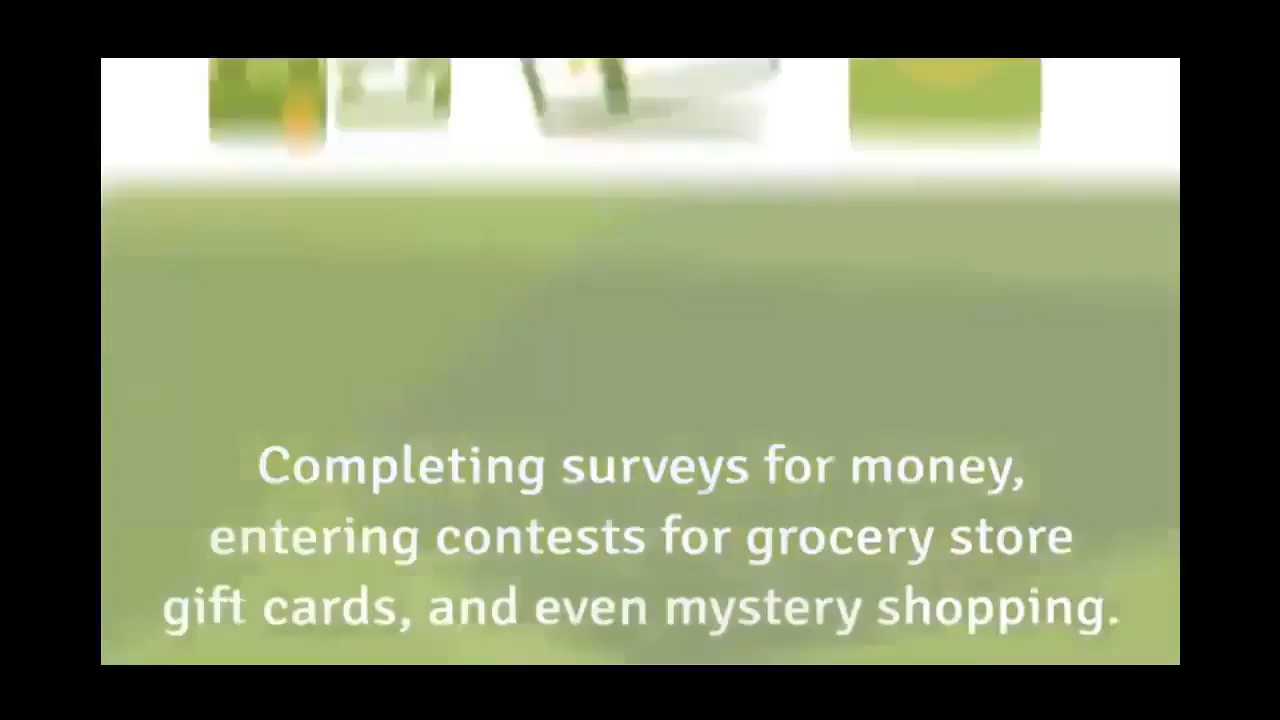 Completing surveys for money,
entering contests for grocery store
gift cards, and even mystery shopping.